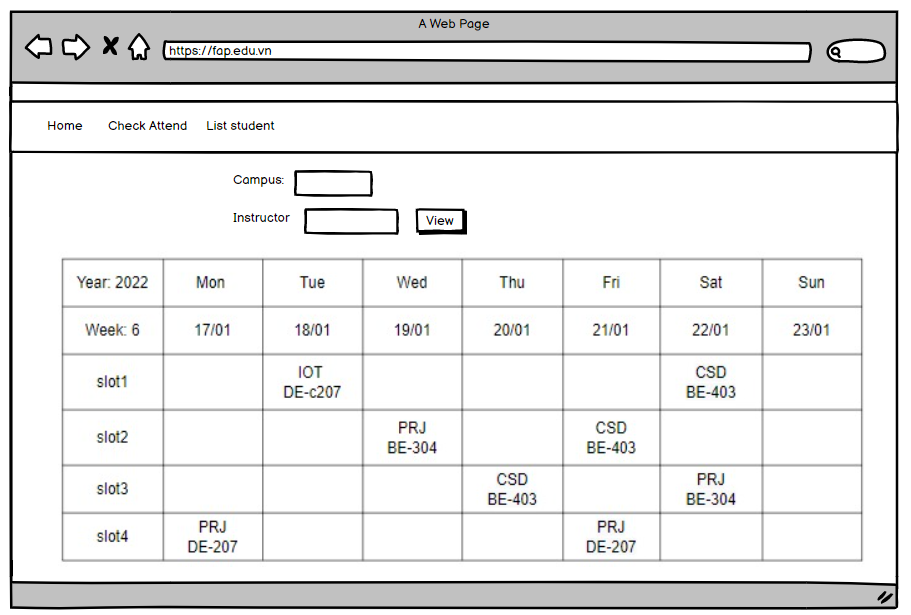 A Web Page
https://fap.edu.vn
Home Check Attend List student
Campus:
Instructor View
Year: 2022 Mon Tue Wed Thu Fri Sat Sun
Week: 6 17/01 18/01 19/01 20/01 21/01 22/01 23/01
slot1 IOT DE-c207 CSD BE-403
slot2 PRJ BE-304 CSD BE-403
slot3 CSD BE-403 PRJ BE-304
slot4 PRJ DE-207 PRJ DE-207